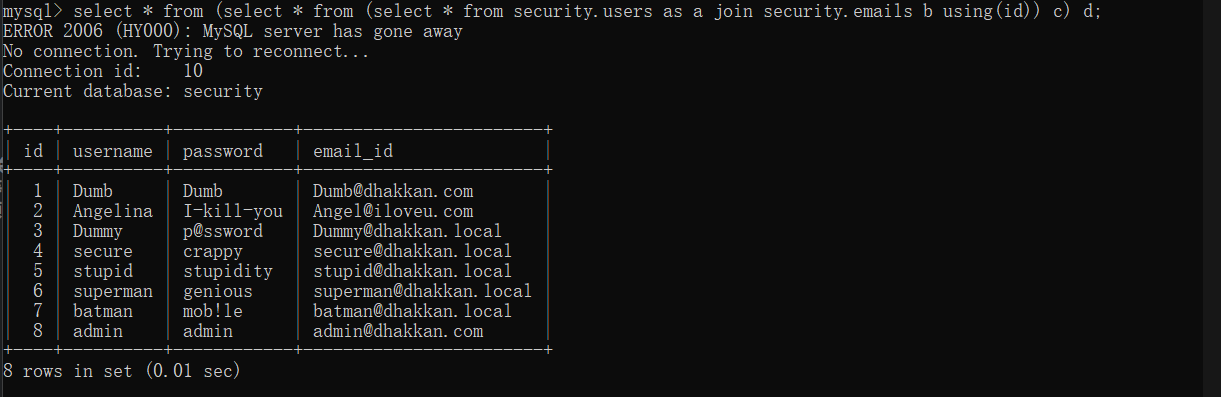 mysql> select * from (select * from (select * from security.users as a join security.emails b using(id)) c) d;
ERROR 2006 (HY000): MySQL server has gone away
No connection. Trying to reconnect...
Connection id:    10
Current database: security
+----+----------+------------+------------------------+
| id | username | password   | email_id               |
+----+----------+------------+------------------------+
|  1 | Dumb     | Dumb       | Dumb@dhakkan.com       |
|  2 | Angelina | I-kill-you | Angel@iloveu.com       |
|  3 | Dummy    | p@ssword   | Dummy@dhakkan.local    |
|  4 | secure   | crappy     | secure@dhakkan.local   |
|  5 | stupid   | stupidity  | stupid@dhakkan.local   |
|  6 | superman | genious    | superman@dhakkan.local |
|  7 | batman   | mob!le     | batman@dhakkan.local   |
|  8 | admin    | admin      | admin@dhakkan.com      |
+----+----------+------------+------------------------+
8 rows in set (0.01 sec)